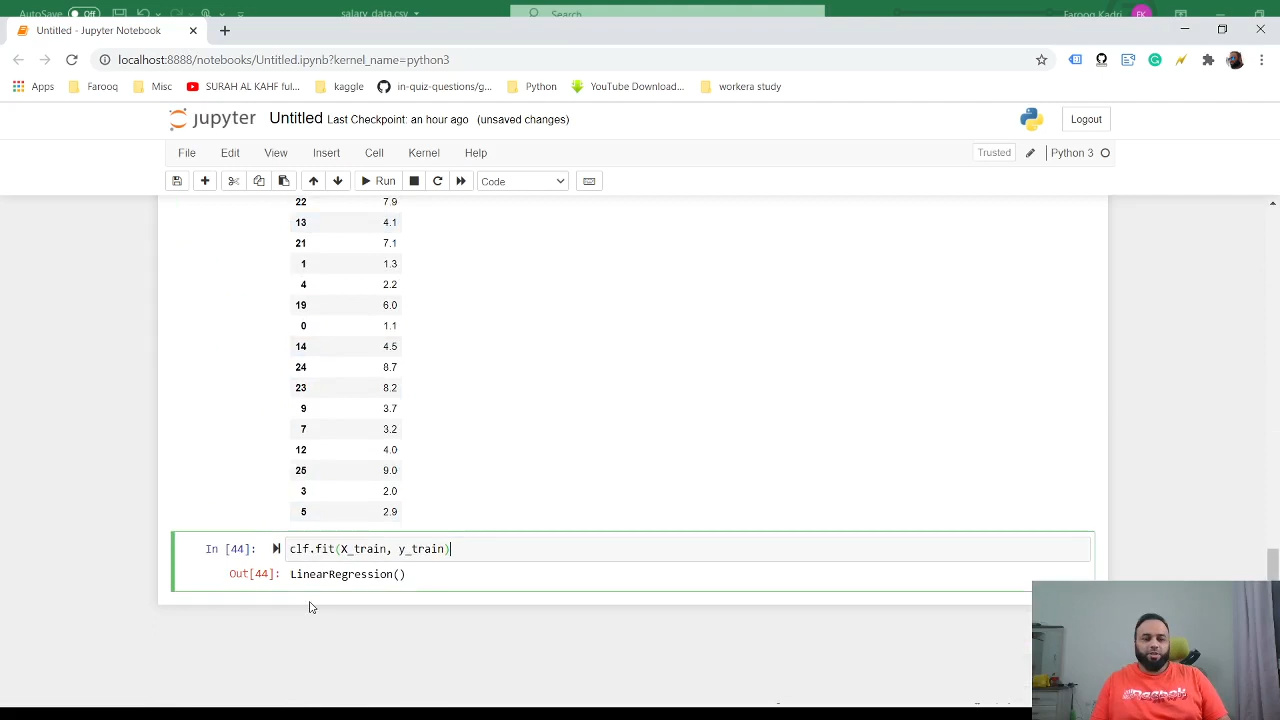 AutoSave Off salary_data.csv Search Farooq Kadri FK
Untitled - Jupyter Notebook
localhost:8888/notebooks/Untitled.ipynb?kernel_name=python3
Apps Farooq Misc SURAH AL KAHF ful... kaggle in-quiz-questions/g... Python YouTube Download... workera study
jupyter Untitled Last Checkpoint: an hour ago (unsaved changes) Logout
File Edit View Insert Cell Kernel Help Trusted Python 3
Run Code
22 7.9
13 4.1
21 7.1
1 1.3
4 2.2
19 6.0
0 1.1
14 4.5
24 8.7
23 8.2
9 3.7
7 3.2
12 4.0
25 9.0
3 2.0
5 2.9
In [44]: clf.fit(X_train, y_train)
Out[44]: LinearRegression()